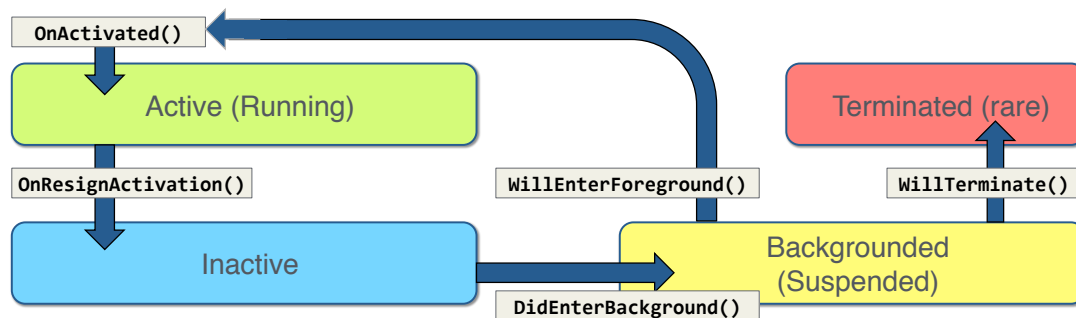 OnActivated()
Active (Running)
Terminated (rare)
OnResignActivation()
WillEnterForeground()
WillTerminate()
Inactive
Backgrounded
(Suspended)
DidEnterBackground()